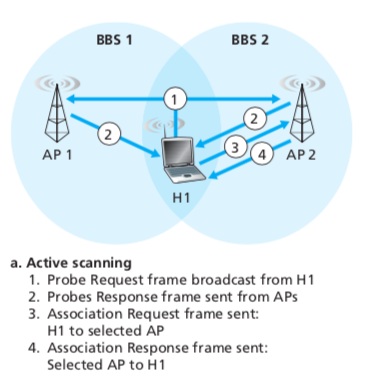 BBS 1
BBS 2
1
2
2
3
4
AP 1
AP 2
H1
a. Active scanning
1. Probe Request frame broadcast from H1
2. Probes Response frame sent from APs
3. Association Request frame sent:
H1 to selected AP
4. Association Response frame sent:
Selected AP to H1